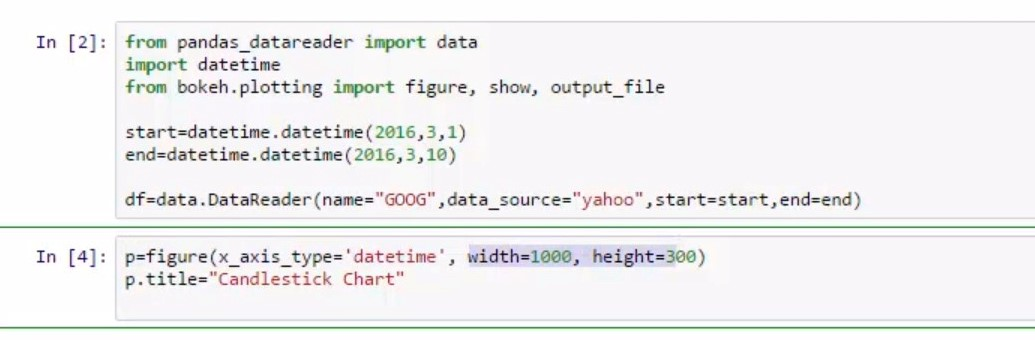 In [2]: from pandas_datareader import data
import datetime
from bokeh.plotting import figure, show, output_file
start=datetime.datetime(2016,3,1)
end=datetime.datetime(2016,3,10)
df=data.DataReader(name="GOOG",data_source="yahoo",start=start,end=end)
In [4]: p=figure(x_axis_type='datetime', width=1000, height=300)
p.title="Candlestick Chart"